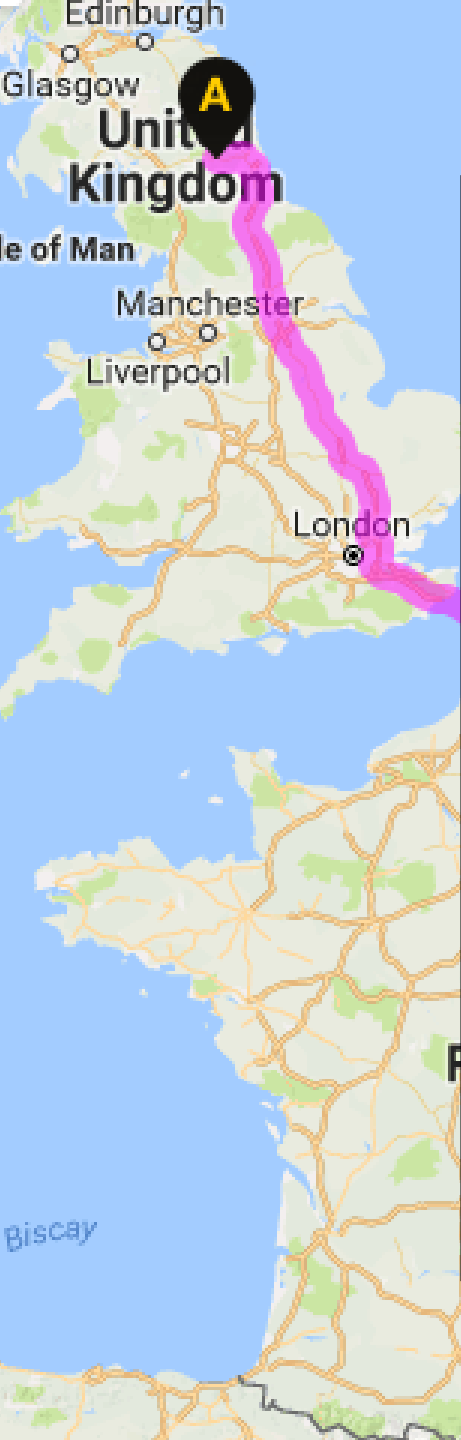 Edinburgh
Glasgow
A
United
Kingdom
le of Man
Manchester
Liverpool
London
Biscay